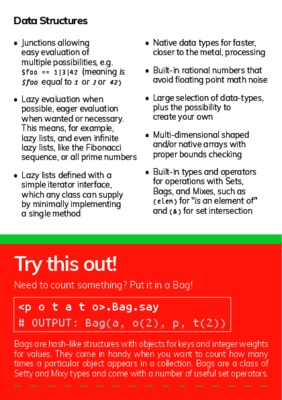 Data Structures
• Junctions allowing
easy evaluation of
multiple possibilities, e.g.
$foo == 1|3|42 (meaning is
$foo equal to 1 or 3 or 42)
• Lazy evaluation when
possible, eager evaluation
when wanted or necessary.
This means, for example,
lazy lists, and even infinite
lazy lists, like the Fibonacci
sequence, or all prime numbers
• Lazy lists defined with a
simple iterator interface,
which any class can supply
by minimally implementing
a single method
• Native data types for faster,
closer to the metal, processing
• Built-in rational numbers that
avoid floating point math noise
• Large selection of data-types,
plus the possibility to
create your own
• Multi-dimensional shaped
and/or native arrays with
proper bounds checking
• Built-in types and operators
for operations with Sets,
Bags, and Mixes, such as
(elem) for "is an element of"
and (&) for set intersection
Try this out!
Need to count something? Put it in a Bag!
<p o t a t o>.Bag.say
# OUTPUT: Bag(a, o(2), p, t(2))
Bags are hash-like structures with objects for keys and integer weights
for values. They come in handy when you want to count how many
times a particular object appears in a collection. Bags are a class of
Setty and Mixy types and come with a number of useful set operators.